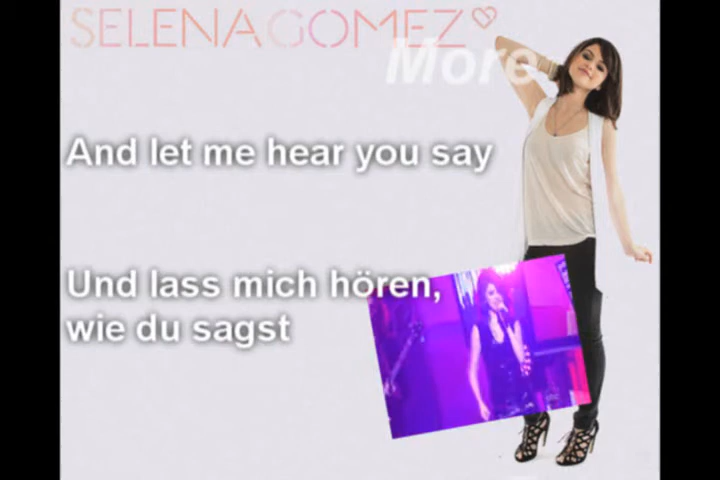 SELENA GOMEZ
More
And let me hear you say
Und lass mich hören,
wie du sagst